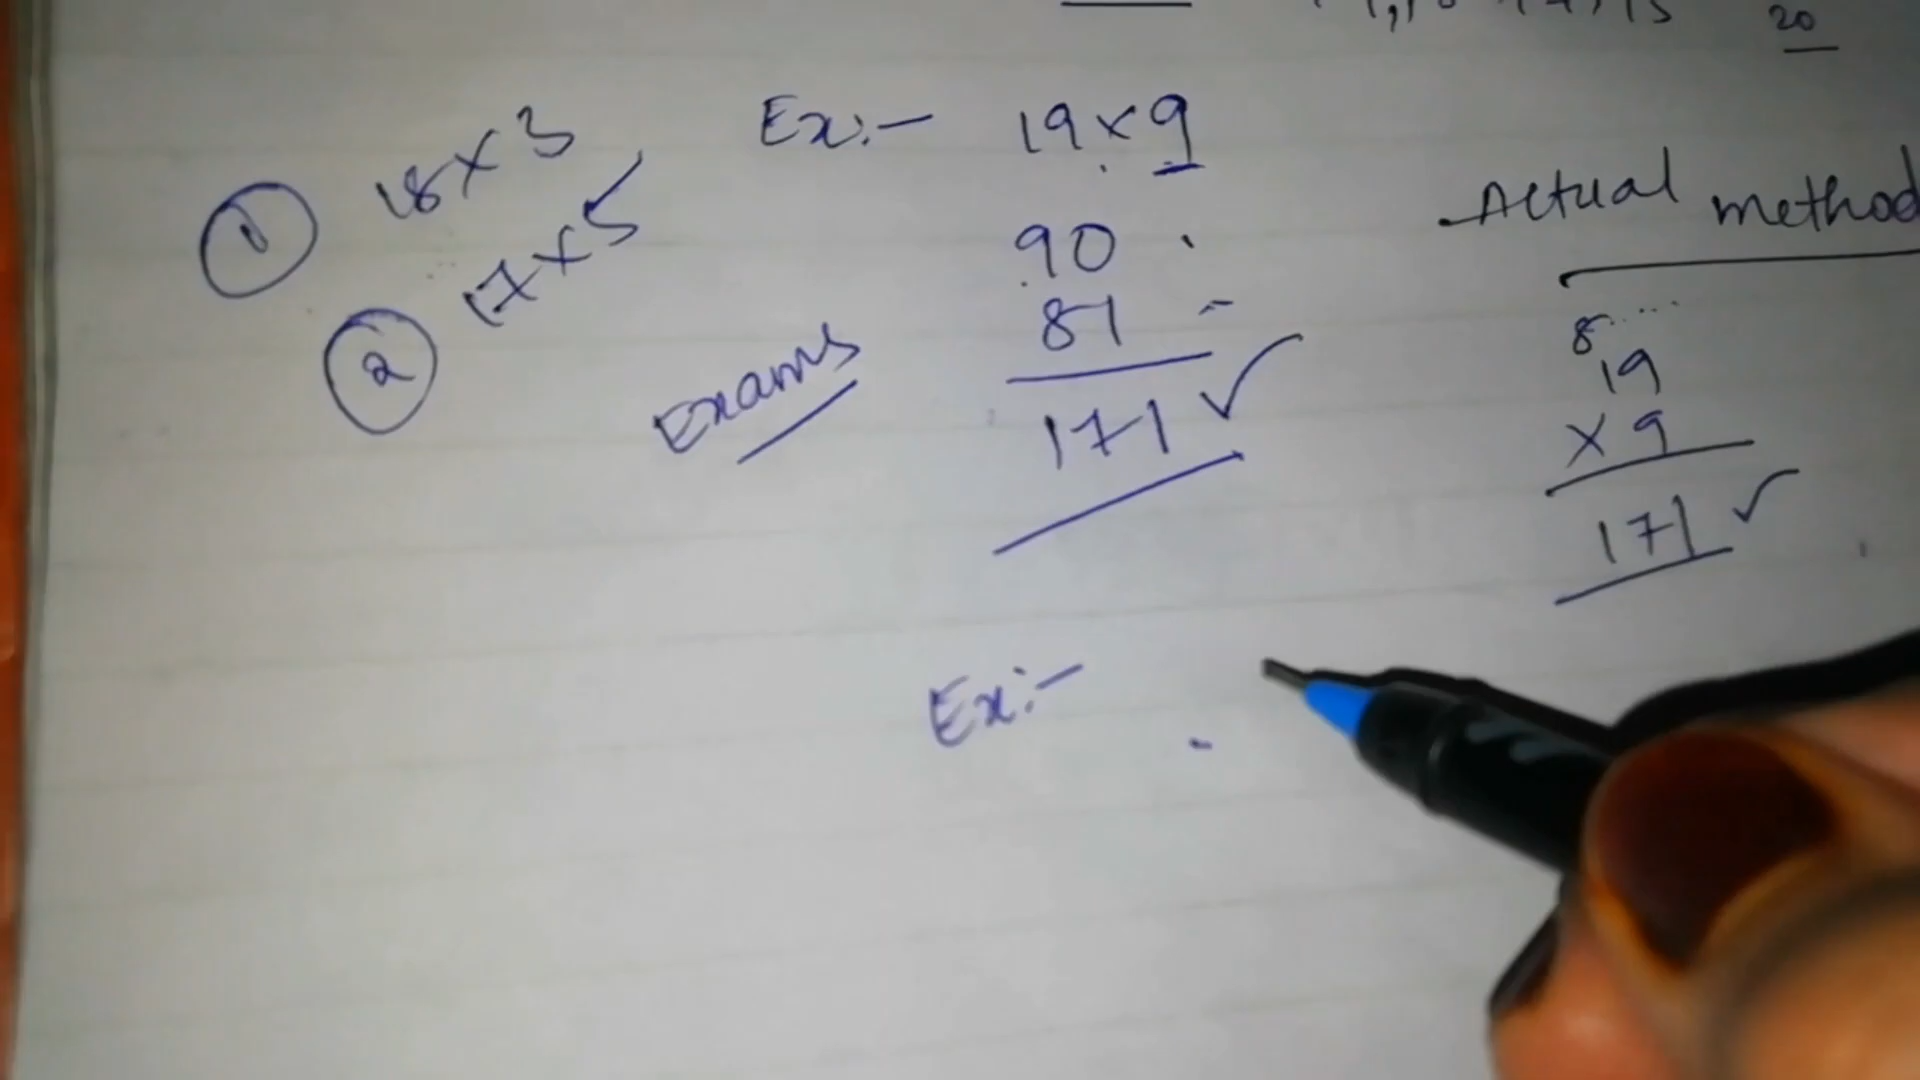 20
Ex:- 19×9
90
81
171 ✓
① 18×3
② 17×5
Exams
Actual method
8
19
× 9
171 ✓
Ex:-